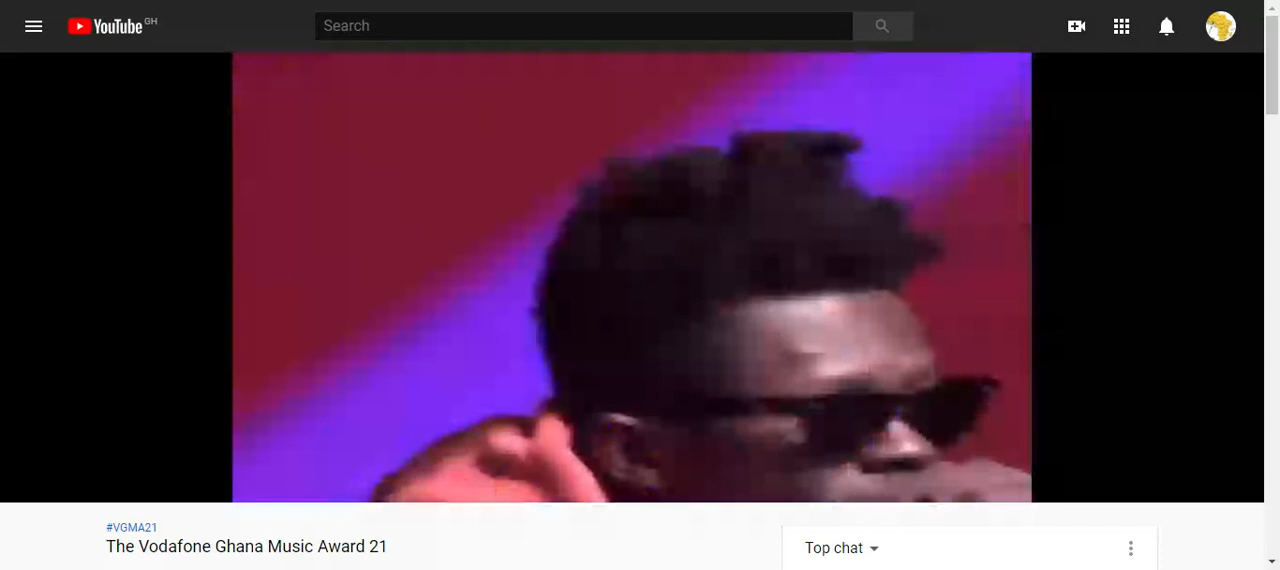 YouTube GH
Search
#VGMA21
The Vodafone Ghana Music Award 21
Top chat